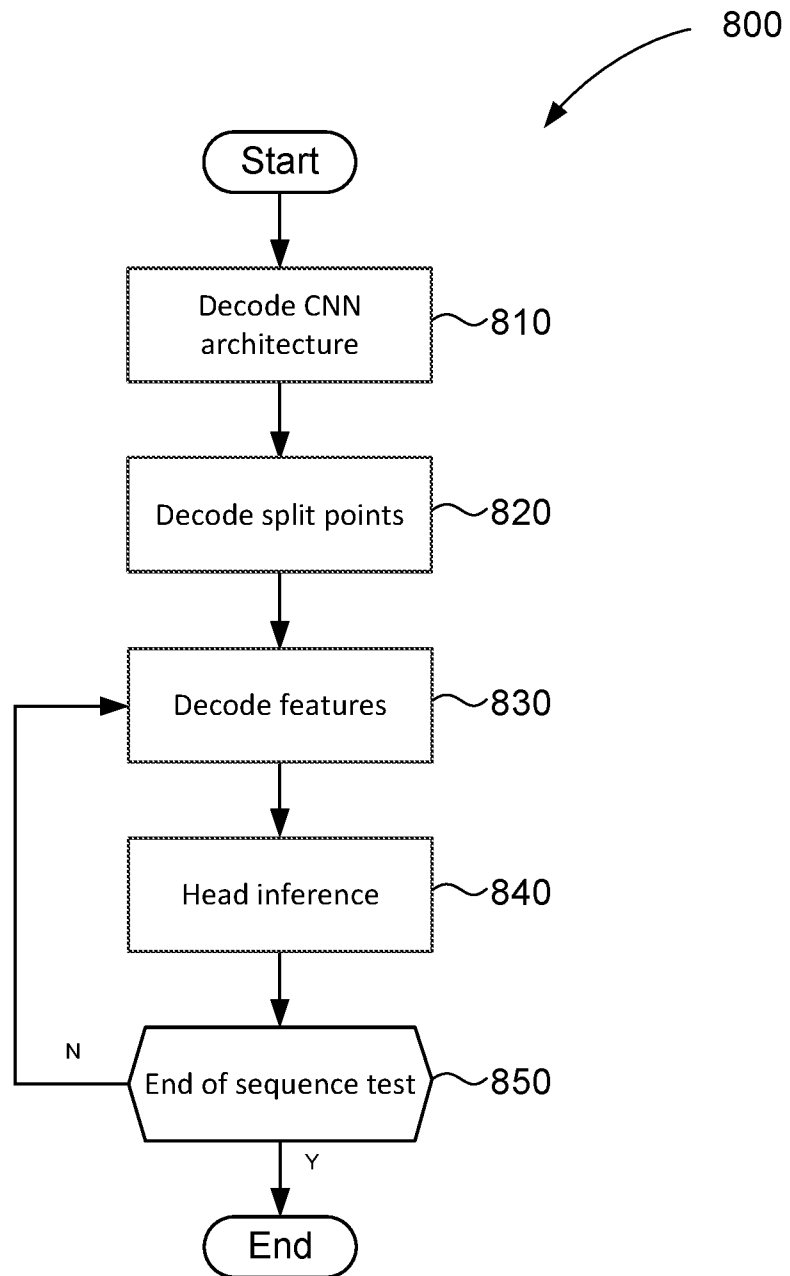 800
Start
Decode CNN
architecture
810
Decode split points
820
Decode features
830
Head inference
840
N
End of sequence test
850
Y
End